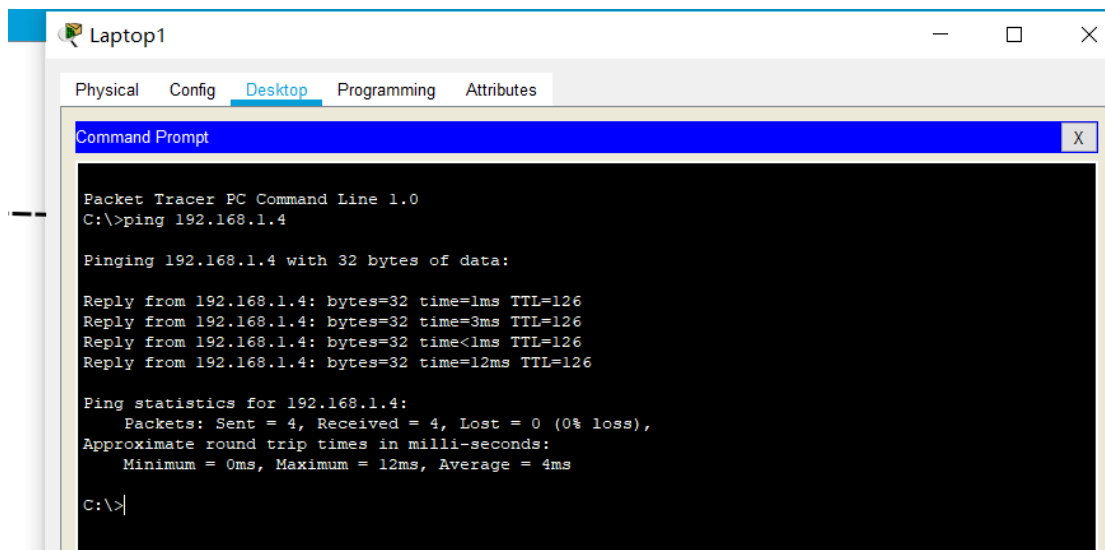 Laptop1
Physical Config Desktop Programming Attributes
Command Prompt
X
Packet Tracer PC Command Line 1.0
C:\>ping 192.168.1.4
Pinging 192.168.1.4 with 32 bytes of data:
Reply from 192.168.1.4: bytes=32 time=1ms TTL=126
Reply from 192.168.1.4: bytes=32 time=3ms TTL=126
Reply from 192.168.1.4: bytes=32 time<1ms TTL=126
Reply from 192.168.1.4: bytes=32 time=12ms TTL=126
Ping statistics for 192.168.1.4:
Packets: Sent = 4, Received = 4, Lost = 0 (0% loss),
Approximate round trip times in milli-seconds:
Minimum = 0ms, Maximum = 12ms, Average = 4ms
C:\>